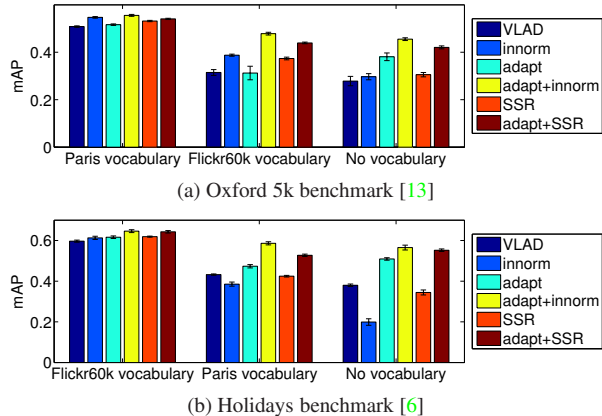 mAP
0.4
0.2
0
Paris vocabulary Flickr60k vocabulary No vocabulary
VLAD
innorm
adapt
adapt+innorm
SSR
adapt+SSR
(a) Oxford 5k benchmark [13]
mAP
0.6
0.4
0.2
0
Flickr60k vocabulary Paris vocabulary No vocabulary
VLAD
innorm
adapt
adapt+innorm
SSR
adapt+SSR
(b) Holidays benchmark [6]